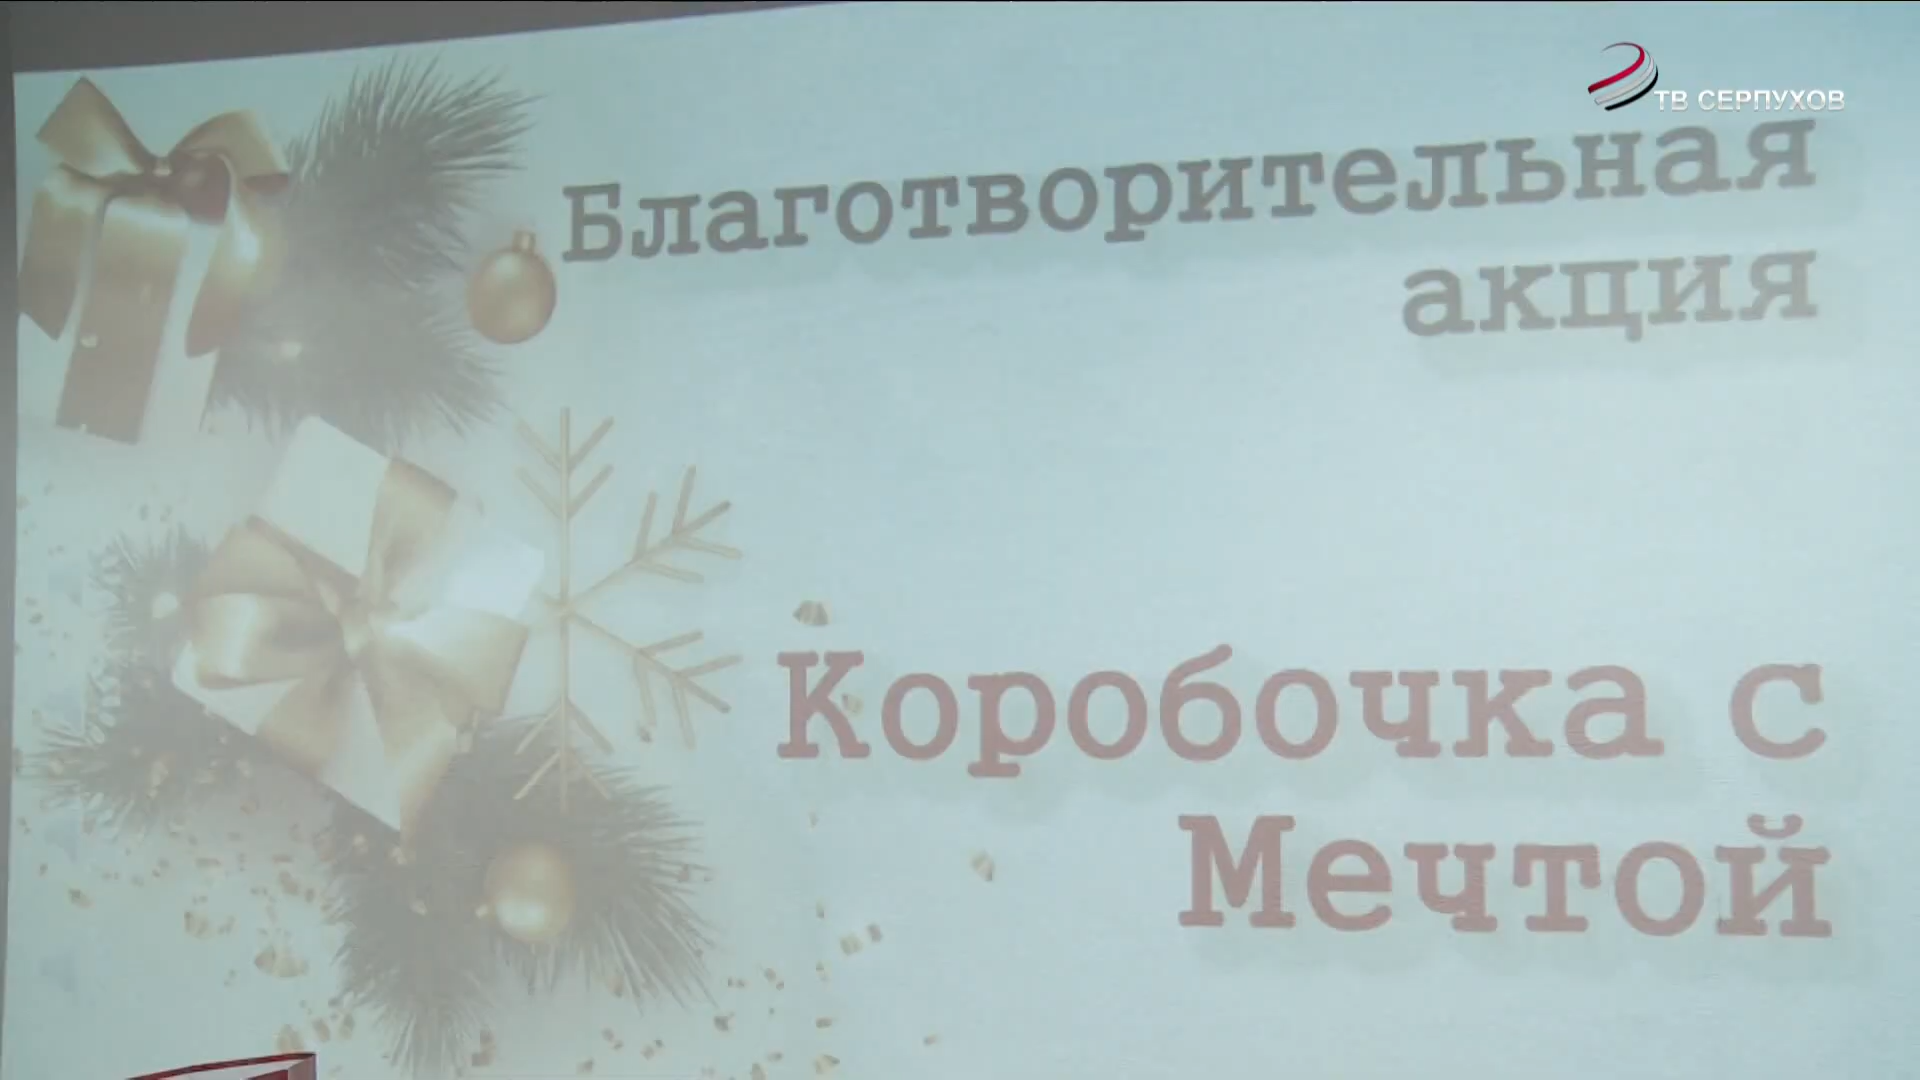 ТВ СЕРПУХОВ
Благотворительная
акция
Коробочка с
Мечтой